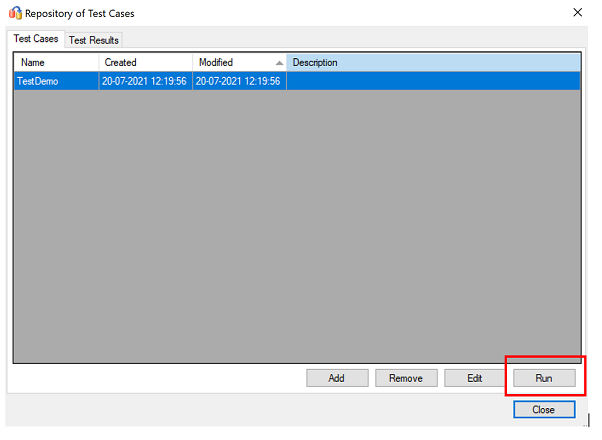 Repository of Test Cases
Test Cases Test Results
Name Created Modified Description
TestDemo 20-07-2021 12:19:56 20-07-2021 12:19:56
Add Remove Edit Run
Close